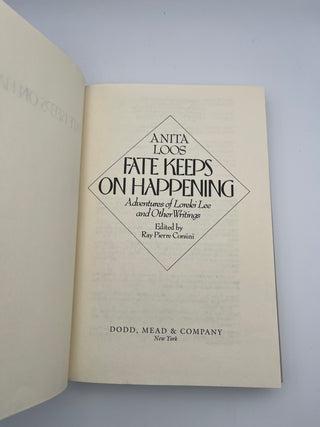 ANITA
LOOS
FATE KEEPS
ON HAPPENING
Adventures of Lorelei Lee
and Other Writings
Edited by
Ray Pierre Corsini
DODD, MEAD & COMPANY
New York